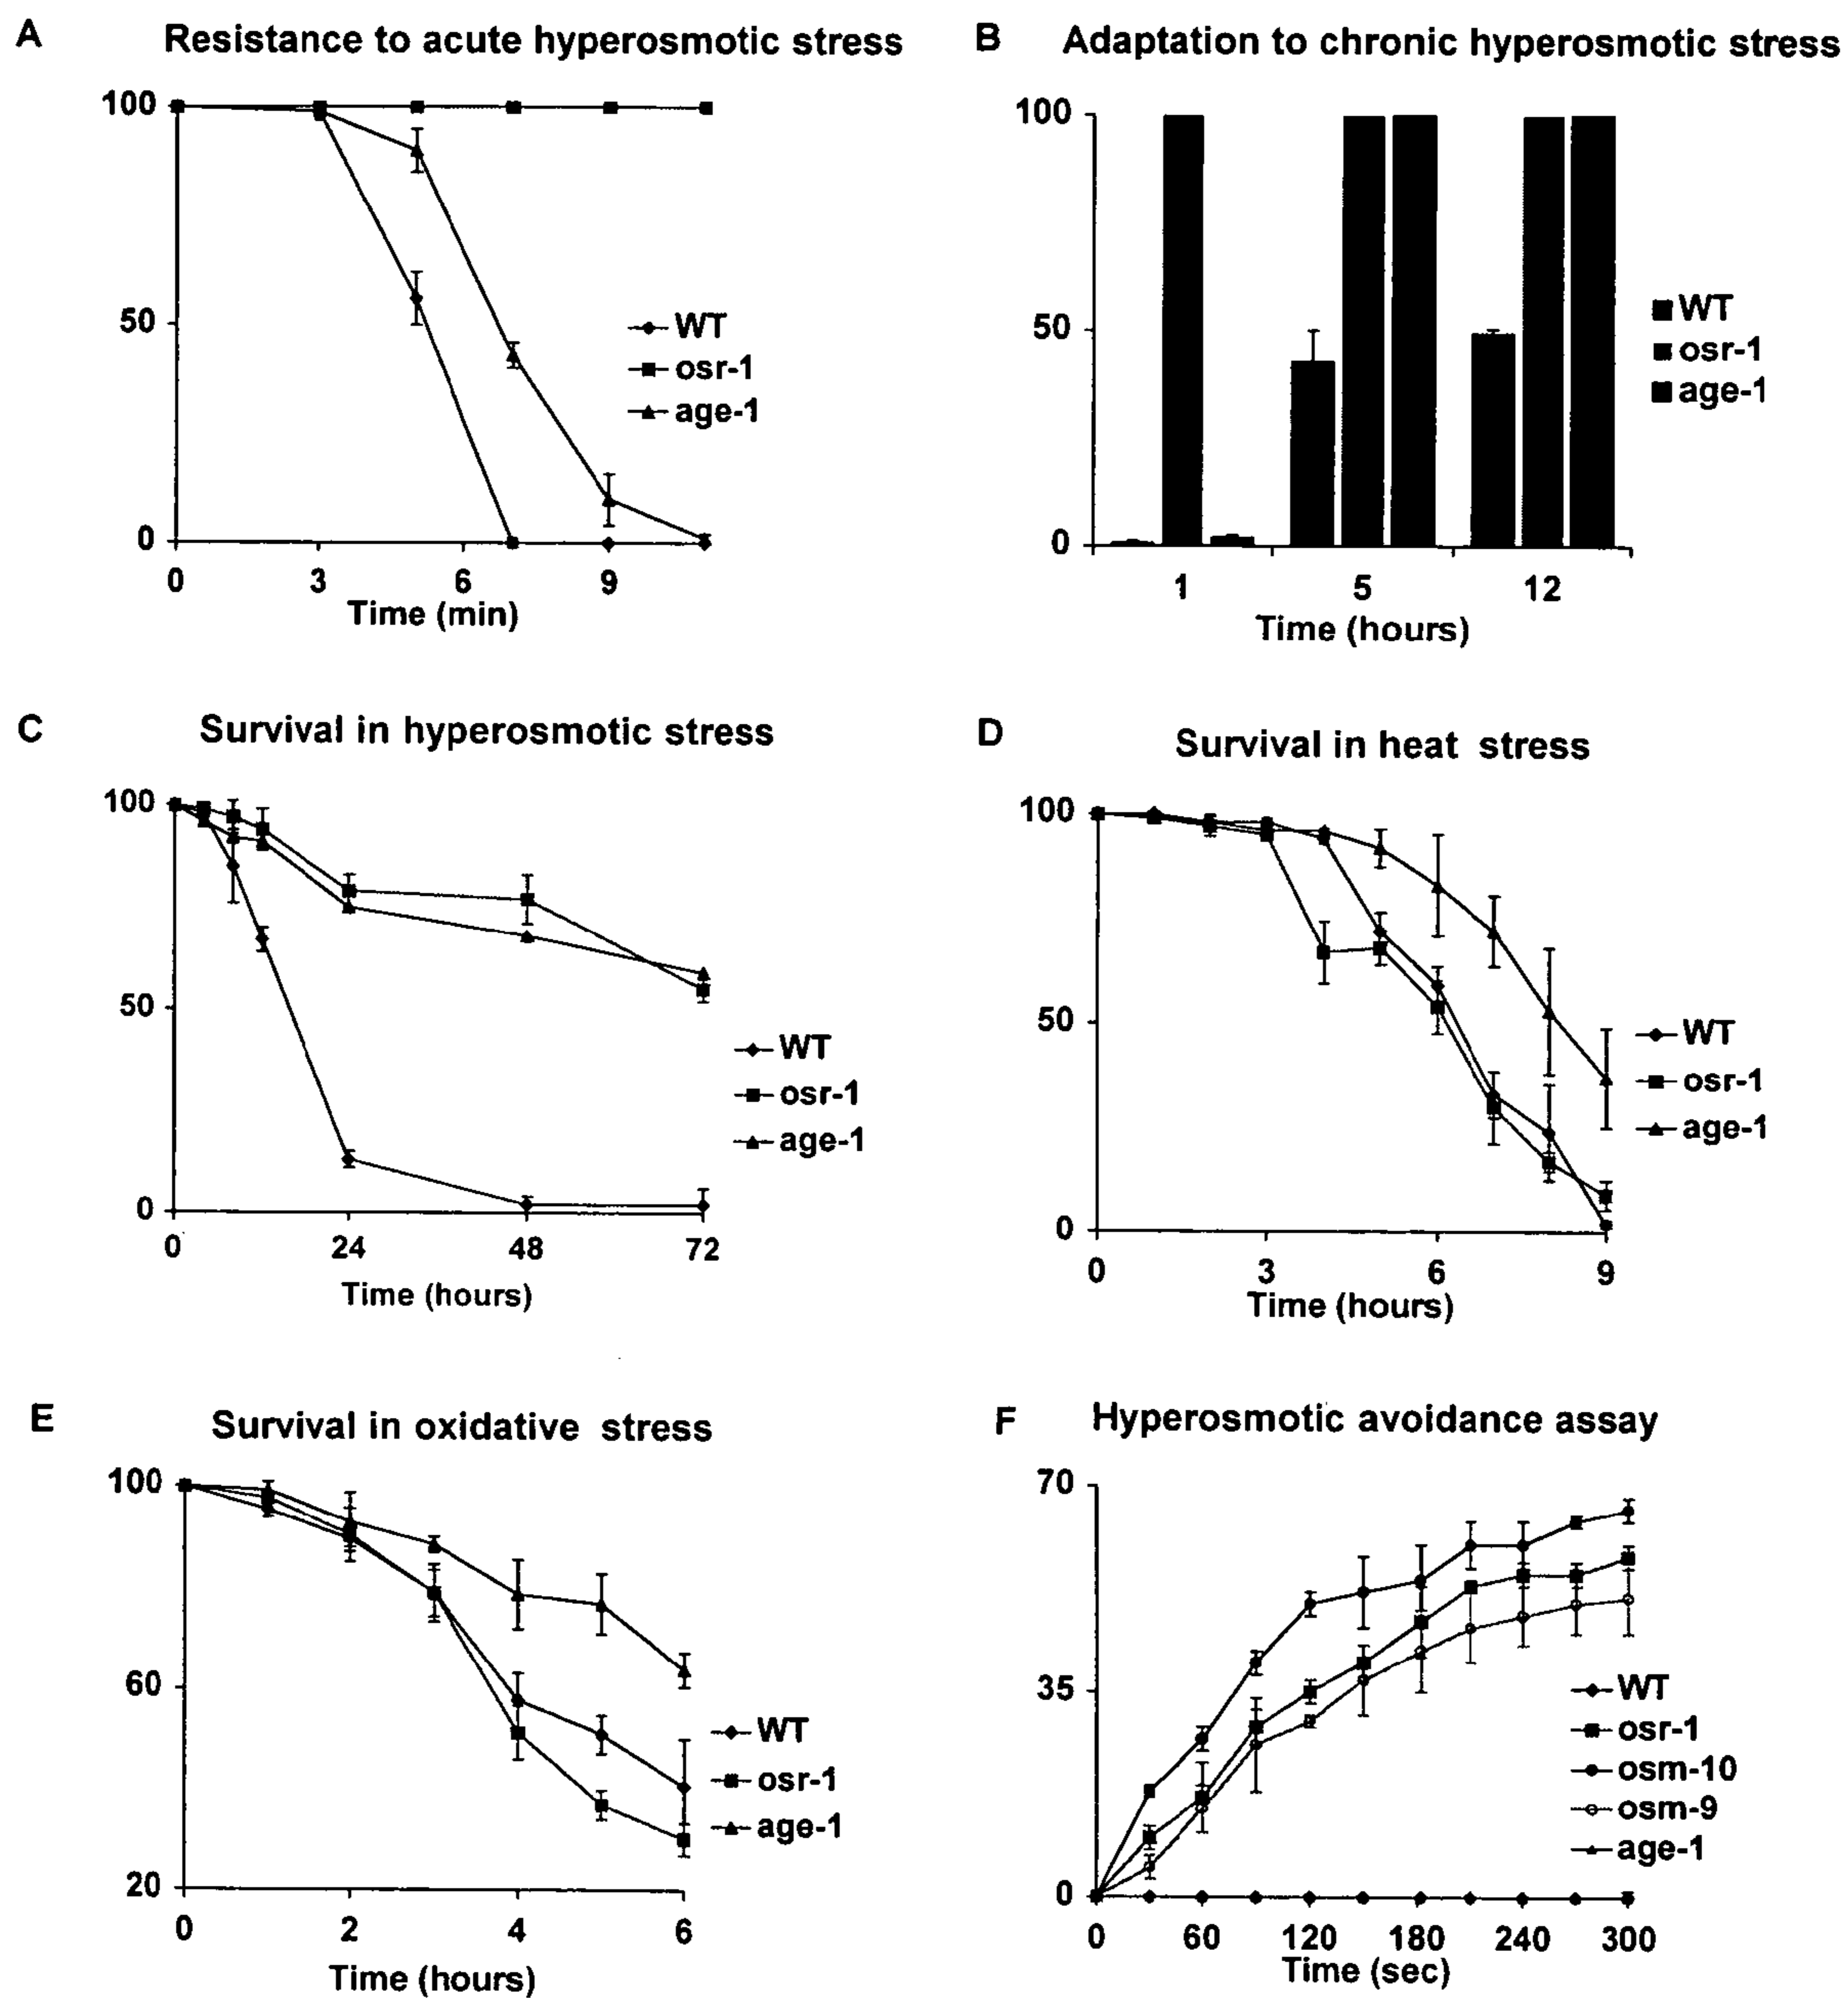 A Resistance to acute hyperosmotic stress
100
50
0
0 3 6 9
Time (min)
WT
osr-1
age-1
B Adaptation to chronic hyperosmotic stress
100
50
0
1 5 12
Time (hours)
WT
osr-1
age-1
C Survival in hyperosmotic stress
100
50
0
0 24 48 72
Time (hours)
WT
osr-1
age-1
D Survival in heat stress
100
50
0
0 3 6 9
Time (hours)
WT
osr-1
age-1
E Survival in oxidative stress
100
60
20
0 2 4 6
Time (hours)
WT
osr-1
age-1
F Hyperosmotic avoidance assay
70
35
0
0 60 120 180 240 300
Time (sec)
WT
osr-1
osm-10
osm-9
age-1